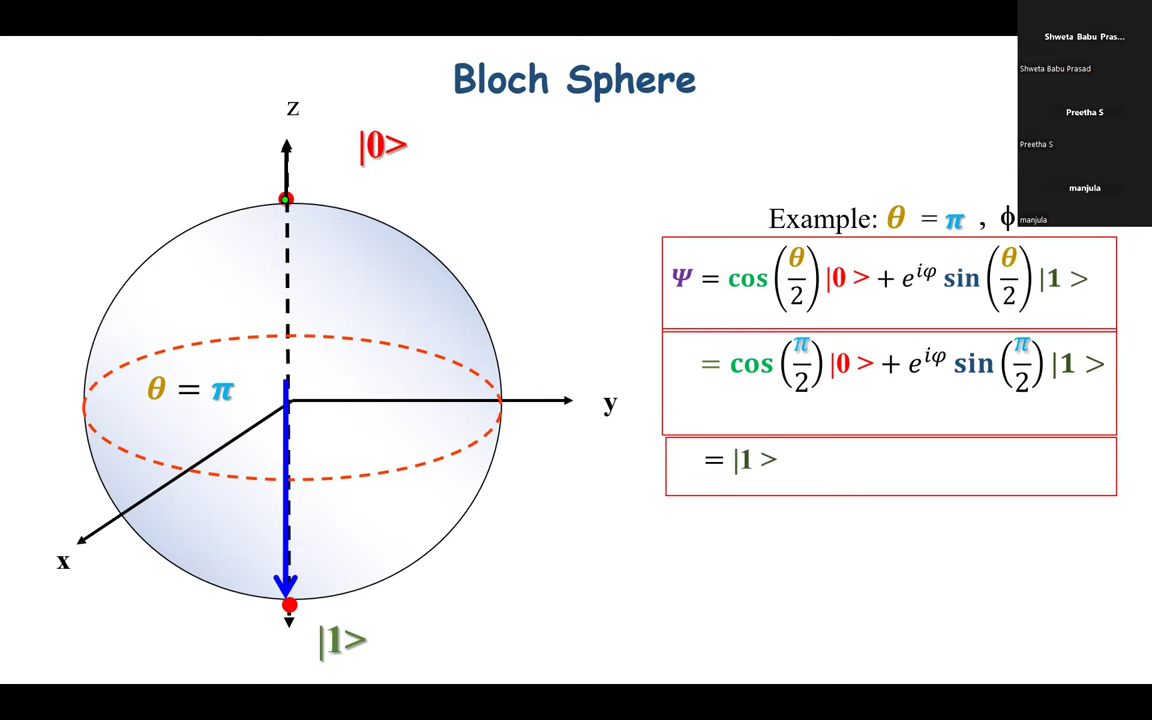 Shweta Babu Pras...
Shweta Babu Prasad
Preetha S
Preetha S
manjula
manjula
Bloch Sphere
z
|0>
θ = π
y
x
|1>
Example: θ = π , ϕ
Ψ = cos(θ/2)|0 > + e^{iφ} sin(θ/2)|1 >
= cos(π/2)|0 > + e^{iφ} sin(π/2)|1 >
= |1 >